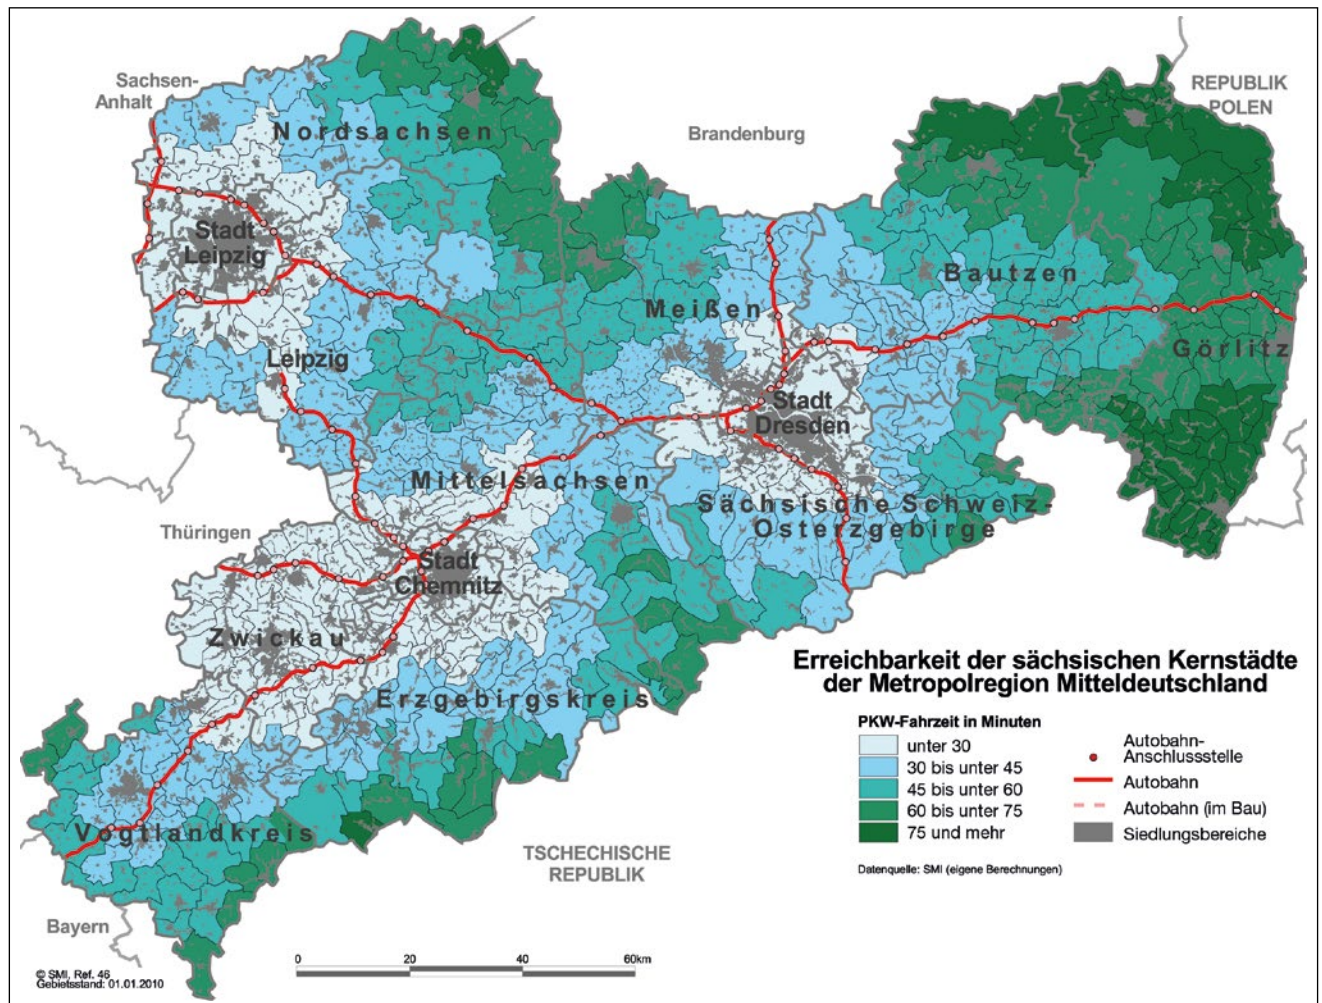 Sachsen-
Anhalt
Nordsachsen
Brandenburg
REPUBLIK
POLEN
Stadt
Leipzig
Bautzen
Meißen
Görlitz
Leipzig
Stadt
Dresden
Mittelsachsen
Sächsische Schweiz-
Osterzgebirge
Thüringen
Stadt
Chemnitz
Zwickau
Erzgebirgskreis
Vogtlandkreis
TSCHECHISCHE
REPUBLIK
Bayern
Erreichbarkeit der sächsischen Kernstädte
der Metropolregion Mitteldeutschland
PKW-Fahrzeit in Minuten
unter 30
30 bis unter 45
45 bis unter 60
60 bis unter 75
75 und mehr
Autobahn-
Anschlussstelle
Autobahn
Autobahn (im Bau)
Siedlungsbereiche
Datenquelle: SMI (eigene Berechnungen)
0 20 40 60km
© SMI, Ref. 46
Gebietsstand: 01.01.2010